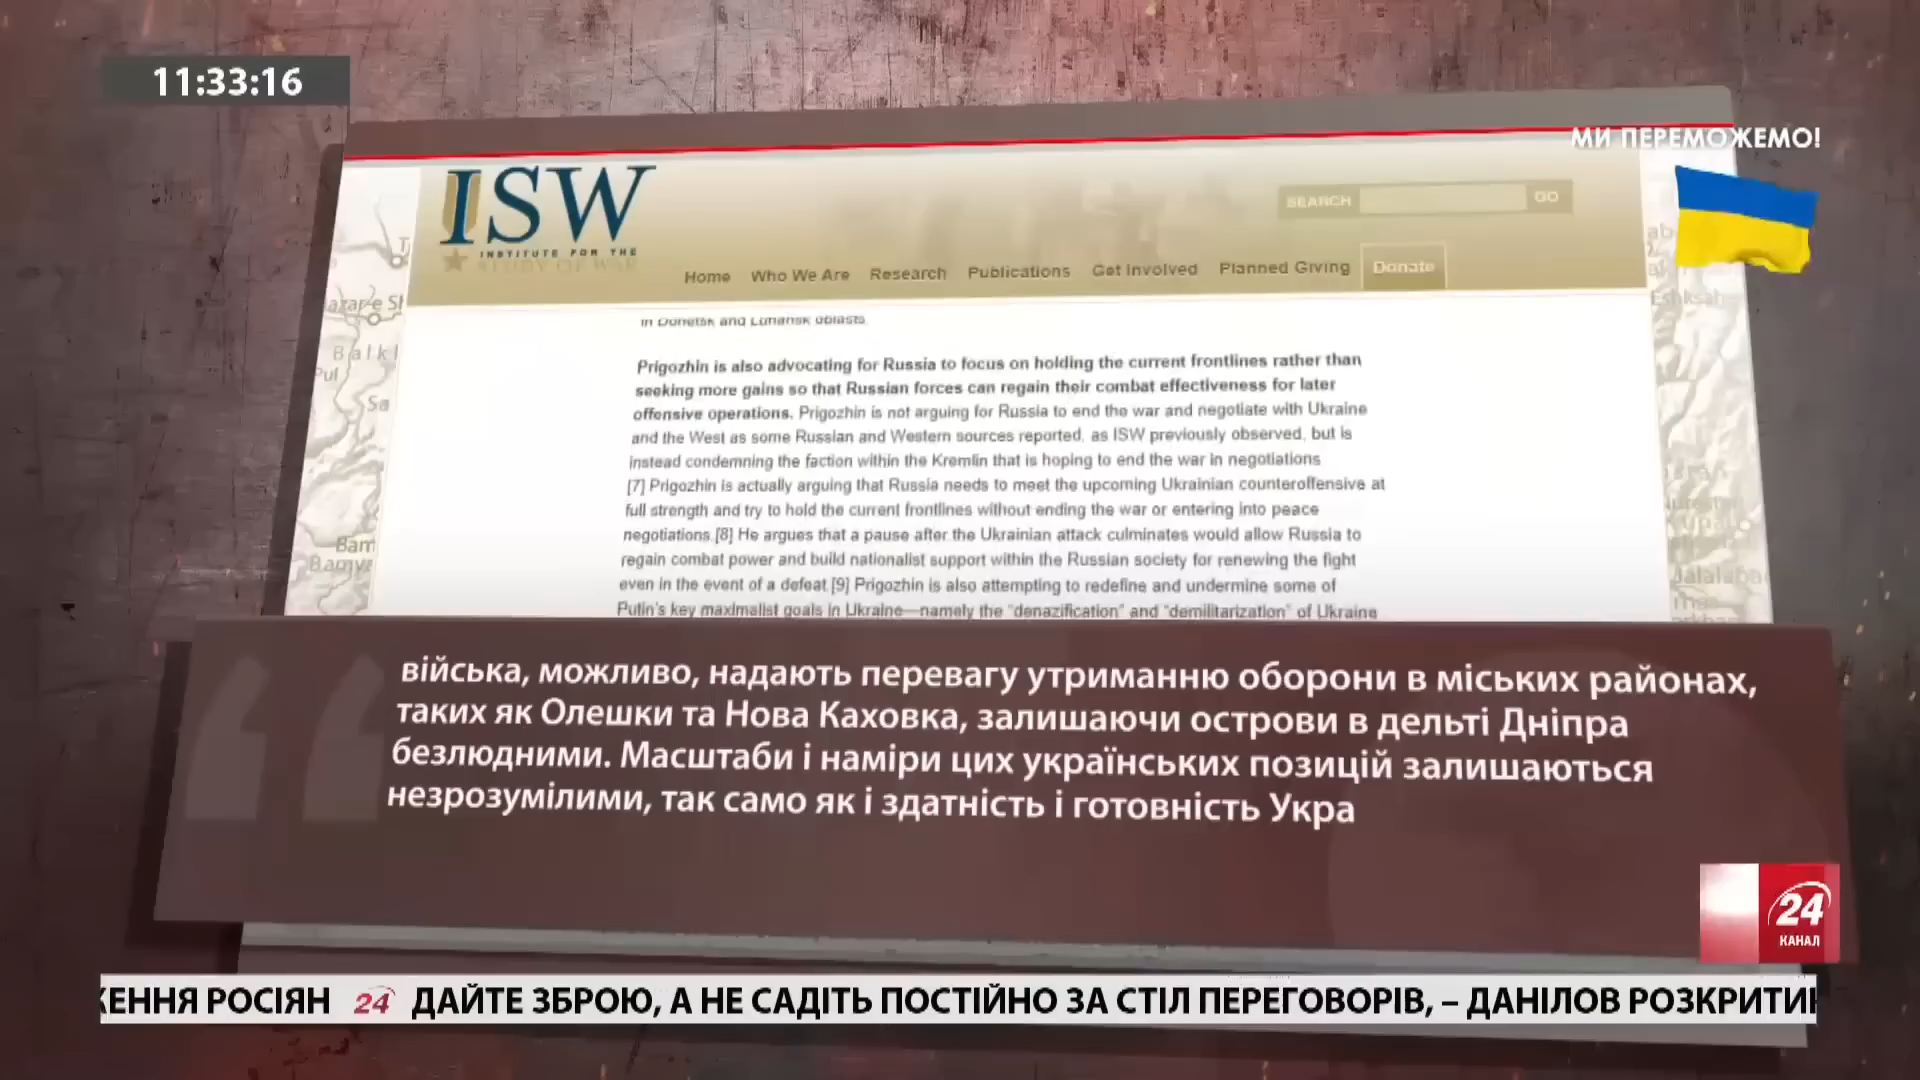 11:33:16
МИ ПЕРЕМОЖЕМО!
ISW
INSTITUTE FOR THE
STUDY OF WAR
SEARCH GO
Home Who We Are Research Publications Get Involved Planned Giving Donate
in Donetsk and Luhansk oblasts.
Prigozhin is also advocating for Russia to focus on holding the current frontlines rather than
seeking more gains so that Russian forces can regain their combat effectiveness for later
offensive operations. Prigozhin is not arguing for Russia to end the war and negotiate with Ukraine
and the West as some Russian and Western sources reported, as ISW previously observed, but is
instead condemning the faction within the Kremlin that is hoping to end the war in negotiations
[7] Prigozhin is actually arguing that Russia needs to meet the upcoming Ukrainian counteroffensive at
full strength and try to hold the current frontlines without ending the war or entering into peace
negotiations.[8] He argues that a pause after the Ukrainian attack culminates would allow Russia to
regain combat power and build nationalist support within the Russian society for renewing the fight
even in the event of a defeat.[9] Prigozhin is also attempting to redefine and undermine some of
Putin's key maximalist goals in Ukraine—namely the "denazification" and "demilitarization" of Ukraine
війська, можливо, надають перевагу утриманню оборони в міських районах,
таких як Олешки та Нова Каховка, залишаючи острови в дельті Дніпра
безлюдними. Масштаби і наміри цих українських позицій залишаються
незрозумілими, так само як і здатність і готовність Укра
24
КАНАЛ
ЖЕННЯ РОСІЯН 24 ДАЙТЕ ЗБРОЮ, А НЕ САДІТЬ ПОСТІЙНО ЗА СТІЛ ПЕРЕГОВОРІВ, – ДАНІЛОВ РОЗКРИТИК